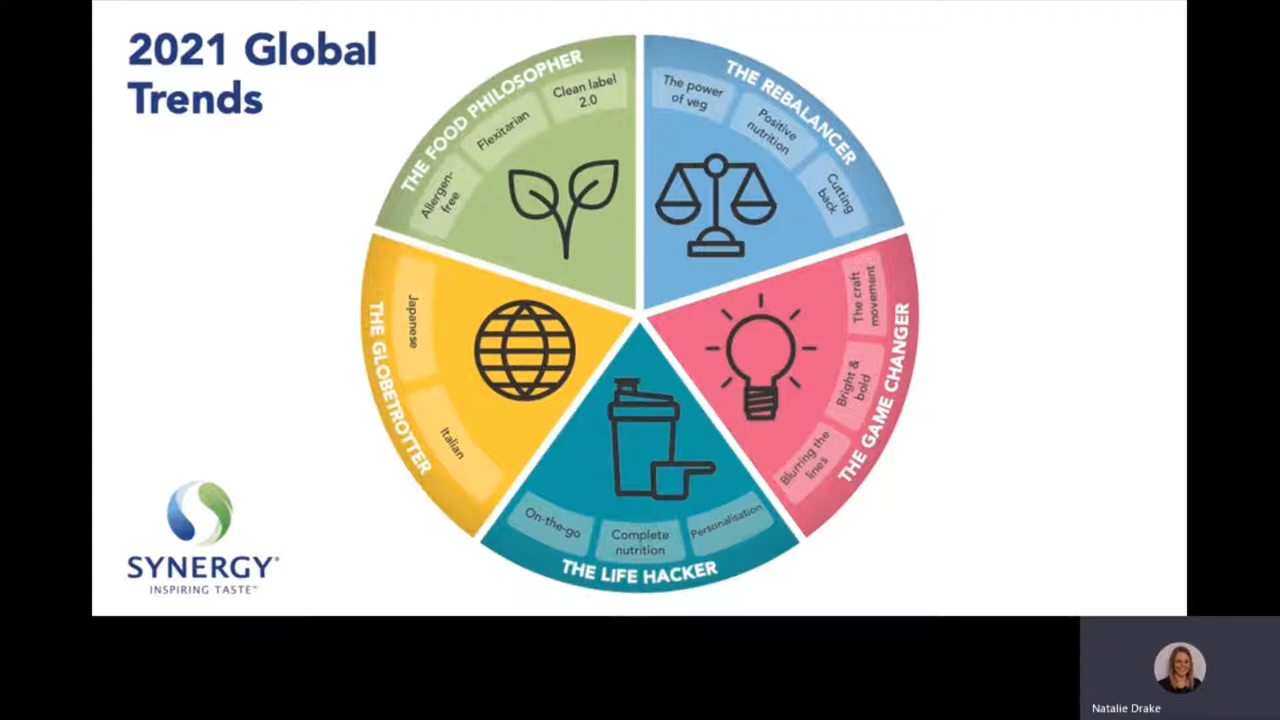 2021 Global
Trends
THE FOOD PHILOSOPHER
Clean label
2.0
Flexitarian
Allergen-
free
THE REBALANCER
The power
of veg
Positive
nutrition
Cutting
back
THE GAME CHANGER
The craft
movement
Bright &
bold
Blurring the
lines
THE LIFE HACKER
On-the-go
Complete
nutrition
Personalisation
THE GLOBETROTTER
Japanese
Italian
SYNERGY®
INSPIRING TASTE™
Natalie Drake